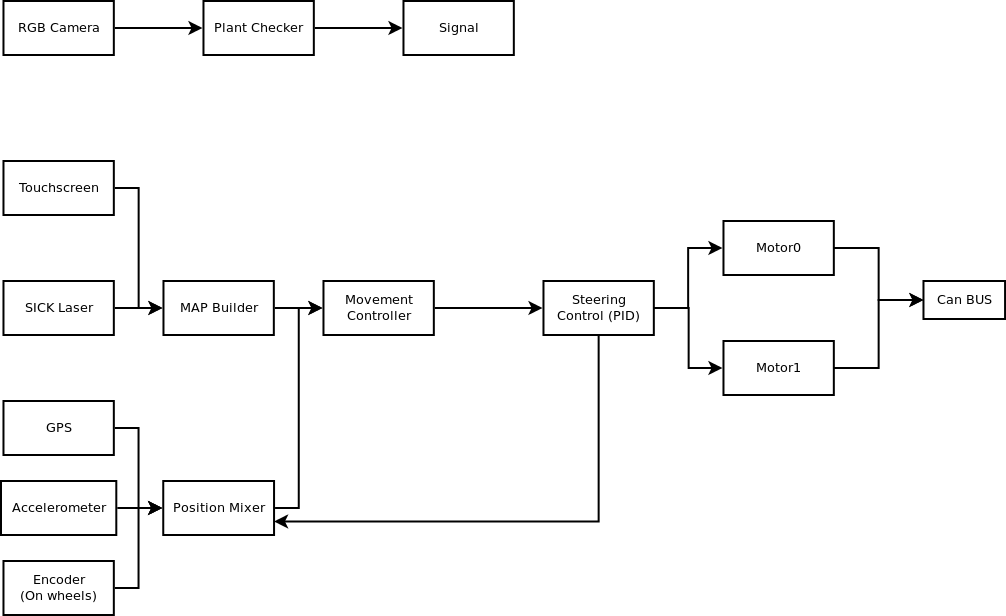 RGB Camera
Plant Checker
Signal
Touchscreen
SICK Laser
MAP Builder
Movement
Controller
Steering
Control (PID)
Motor0
Motor1
Can BUS
GPS
Accelerometer
Position Mixer
Encoder
(On wheels)